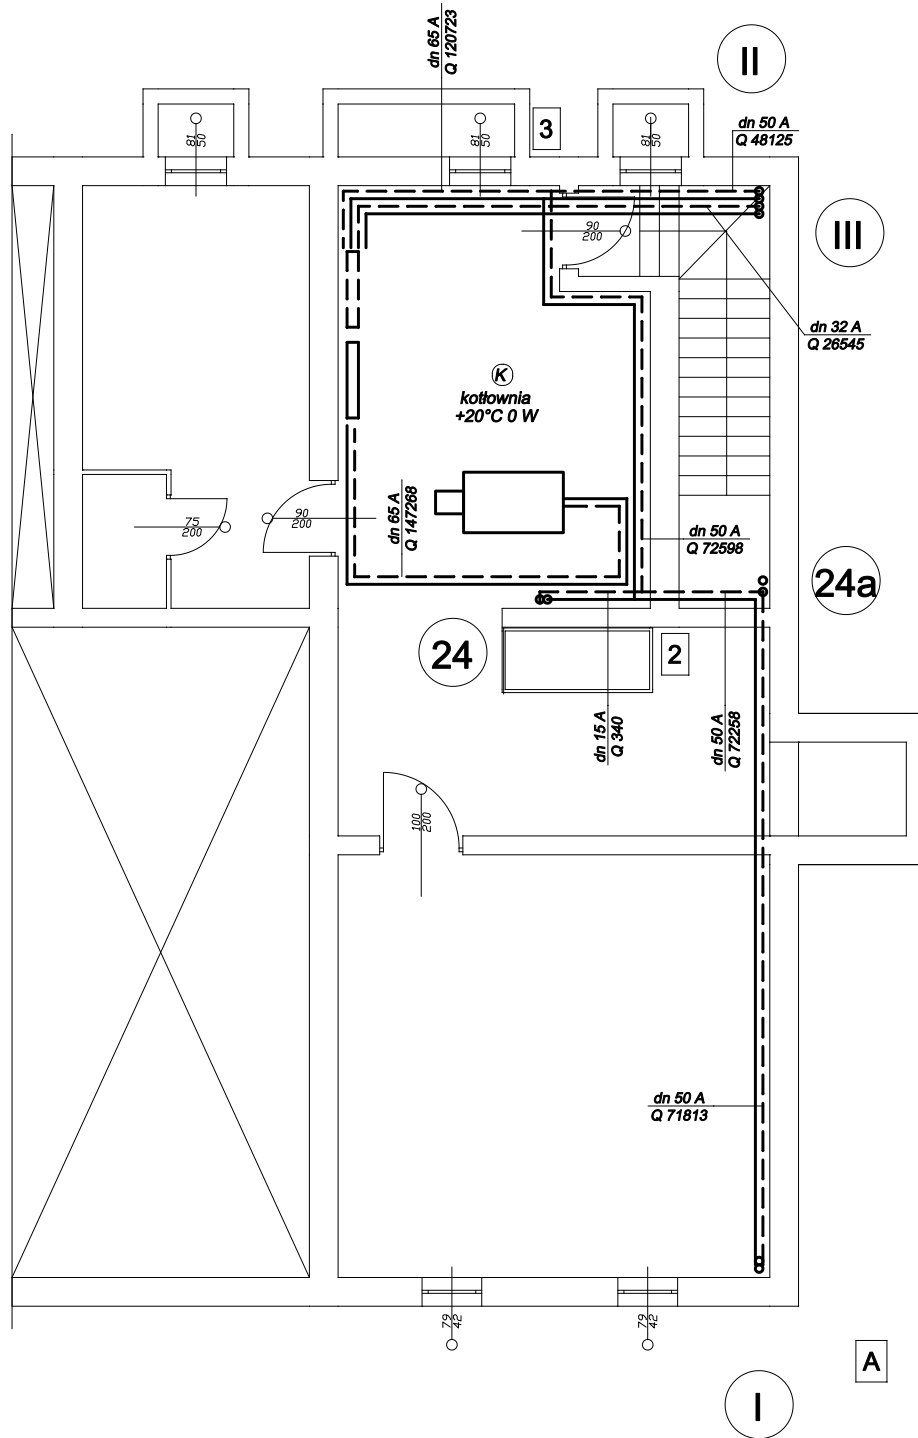 dn 65 A
Q 120723
II
3
dn 50 A
Q 48125
81
50
81
50
81
50
III
90
200
dn 32 A
Q 26545
K
kotłownia
+20°C 0 W
90
200
75
200
dn 65 A
Q 147268
dn 50 A
Q 72598
24a
24
2
dn 15 A
Q 340
dn 50 A
Q 72258
100
200
dn 50 A
Q 71813
79
42
79
42
A
I